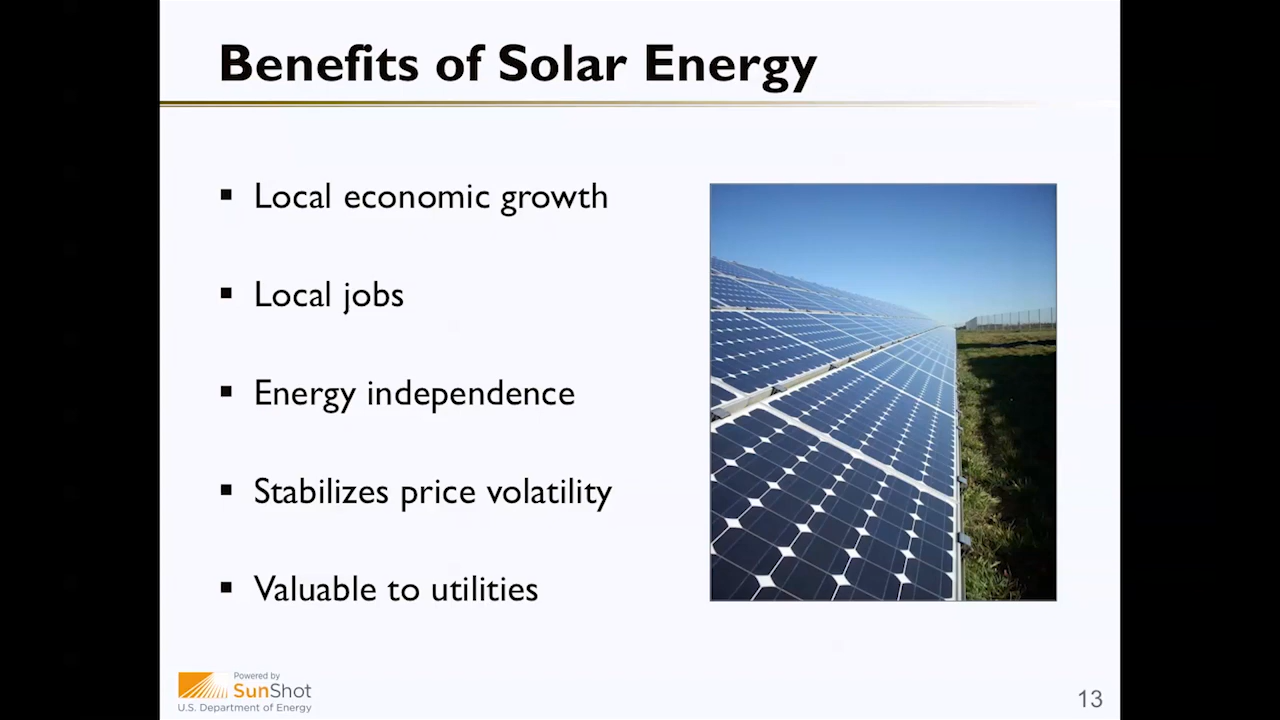 Benefits of Solar Energy
▪ Local economic growth
▪ Local jobs
▪ Energy independence
▪ Stabilizes price volatility
▪ Valuable to utilities
Powered by
SunShot
U.S. Department of Energy
13